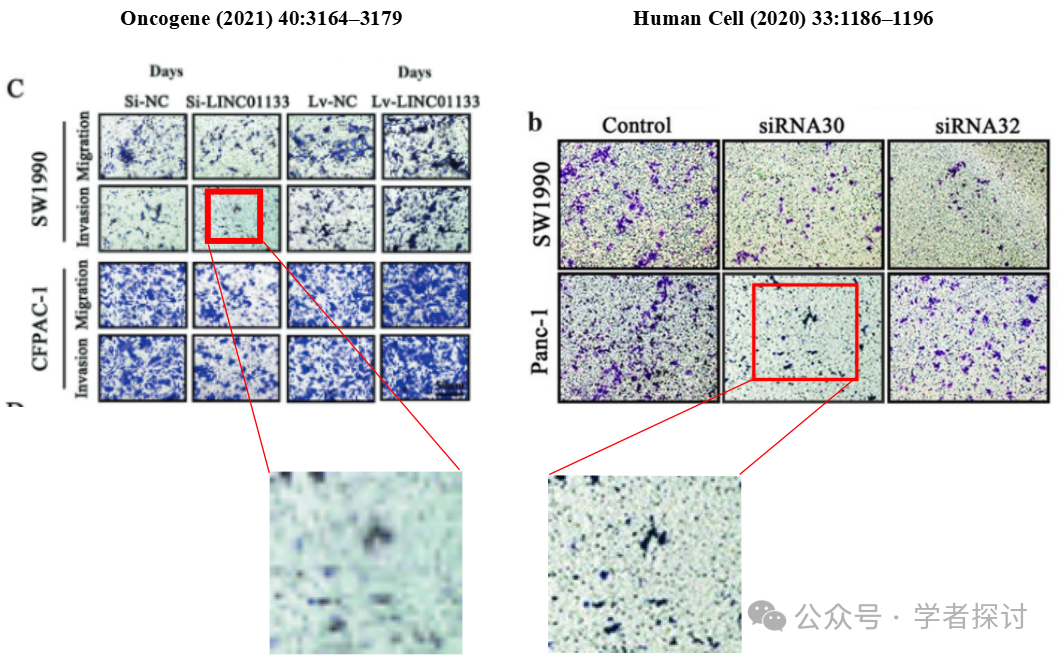 Oncogene (2021) 40:3164–3179
Human Cell (2020) 33:1186–1196
C
Days
Days
Si-NC
Si-LINC01133
Lv-NC
Lv-LINC01133
SW1990
Migration
Invasion
CFPAC-1
Migration
Invasion
b
Control
siRNA30
siRNA32
SW1990
Panc-1
公众号 · 学者探讨